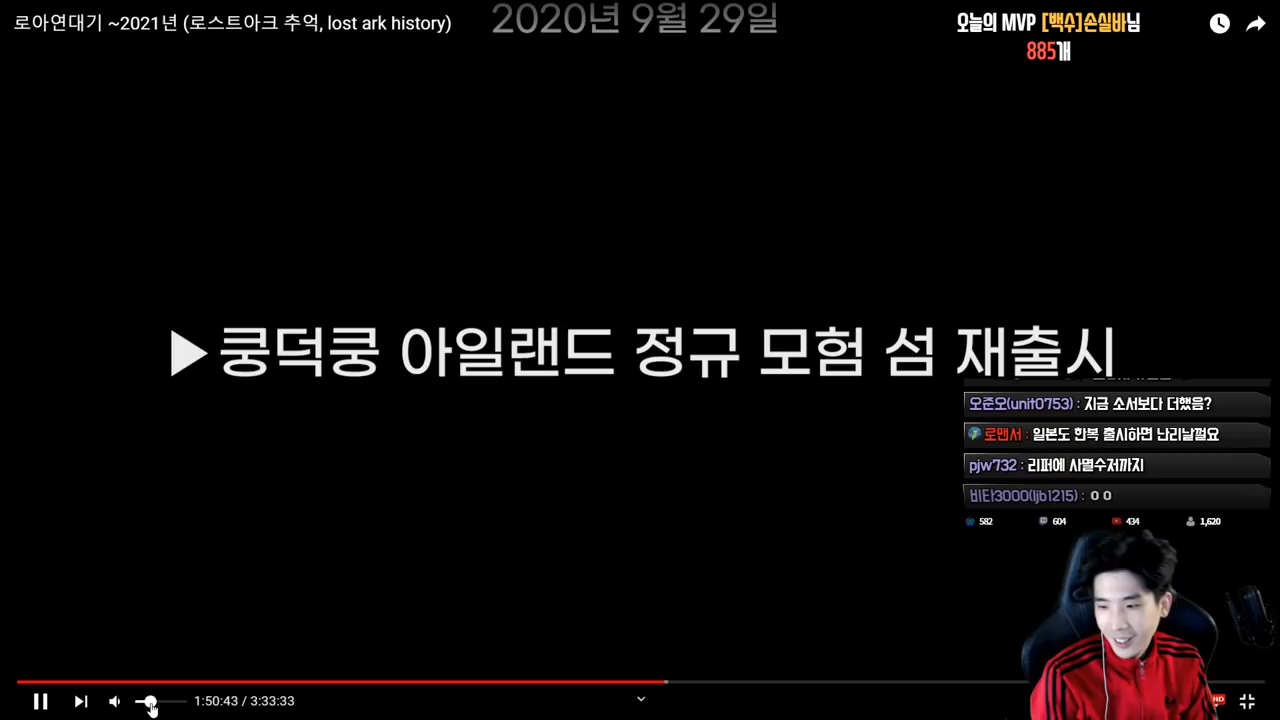 로아연대기 ~2021년 (로스트아크 추억, lost ark history)
2020년 9월 29일
오늘의 MVP [백수]손실바님
885개
▶쿵덕쿵 아일랜드 정규 모험 섬 재출시
오준오(unit0753) : 지금 소서보다 더했음?
로맨서 : 일본도 한복 출시하면 난리날껄요
pjw732 : 리퍼에 사멸수저까지
비타3000(ljb1215) : ㅇㅇ
582 604 434 1,620
1:50:43 / 3:33:33
HD